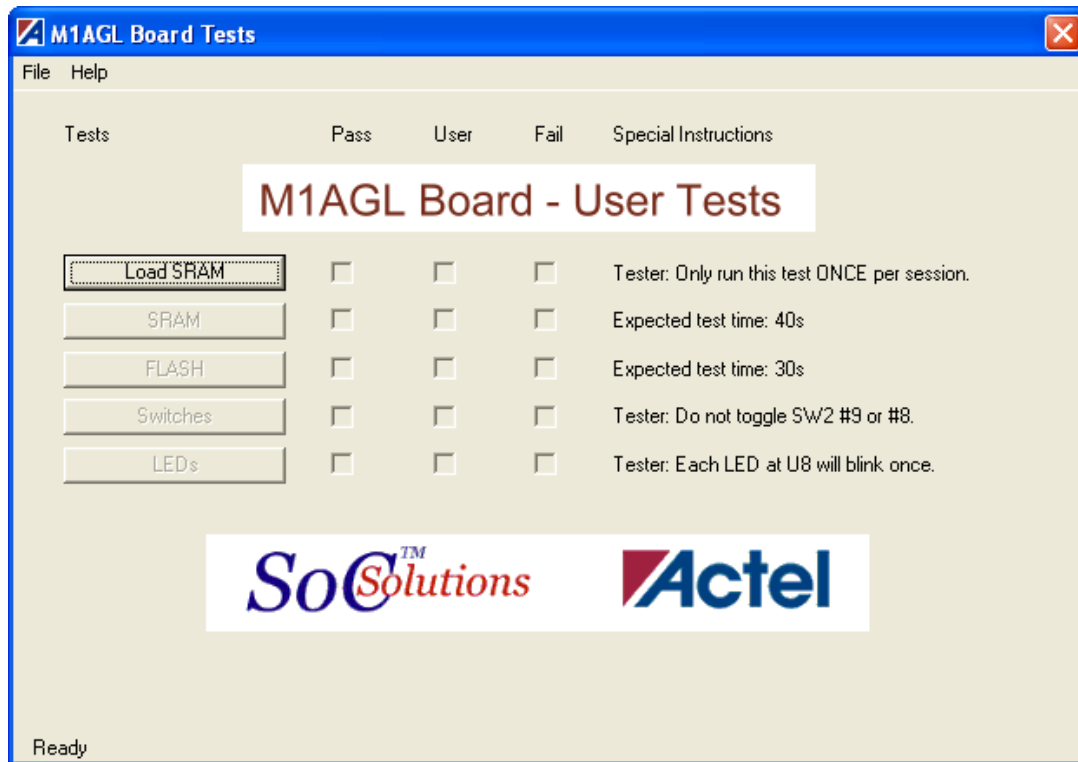 M1AGL Board Tests
File Help
Tests Pass User Fail Special Instructions
M1AGL Board - User Tests
Load SRAM Tester: Only run this test ONCE per session.
SRAM Expected test time: 40s
FLASH Expected test time: 30s
Switches Tester: Do not toggle SW2 #9 or #8.
LEDs Tester: Each LED at U8 will blink once.
SoC Solutions TM Actel
Ready